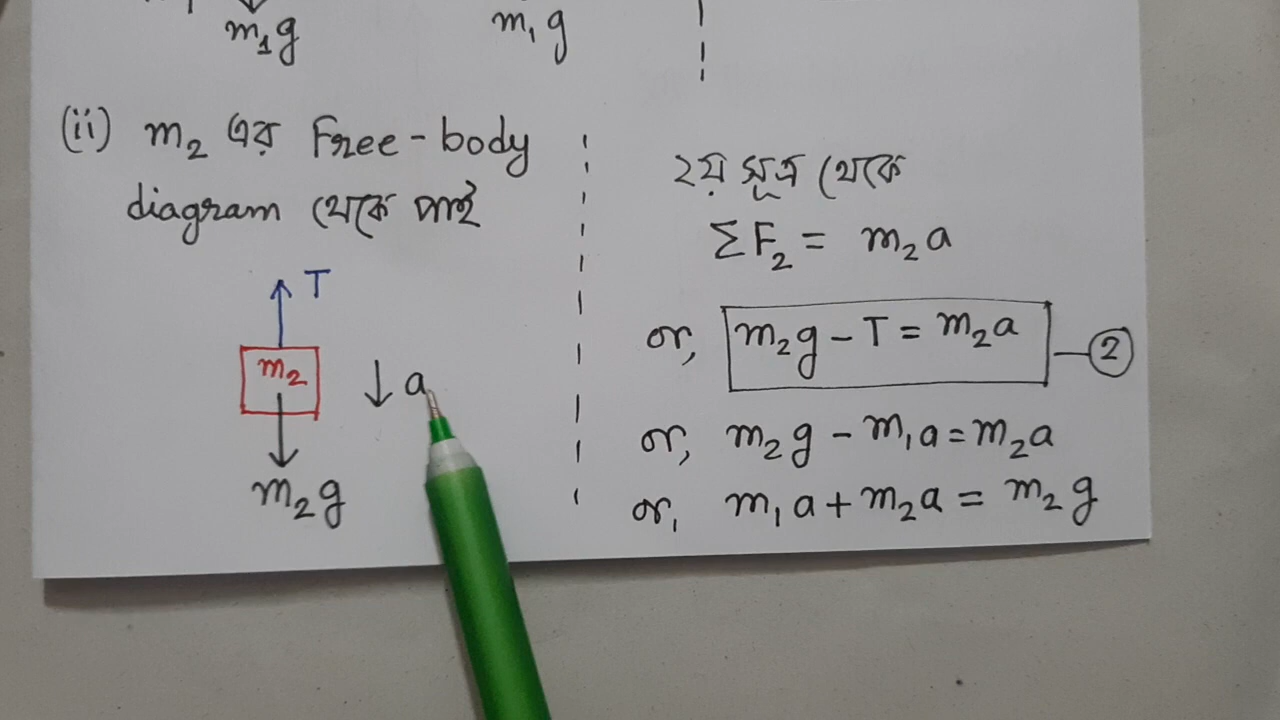 m₁g
m₁g
(ii) m₂ এর Free-body
diagram থেকে পাই
T
m₂
a
m₂g
২য় সূত্র থেকে
ΣF₂ = m₂a
or, m₂g - T = m₂a — ②
or, m₂g - m₁a = m₂a
or, m₁a + m₂a = m₂g